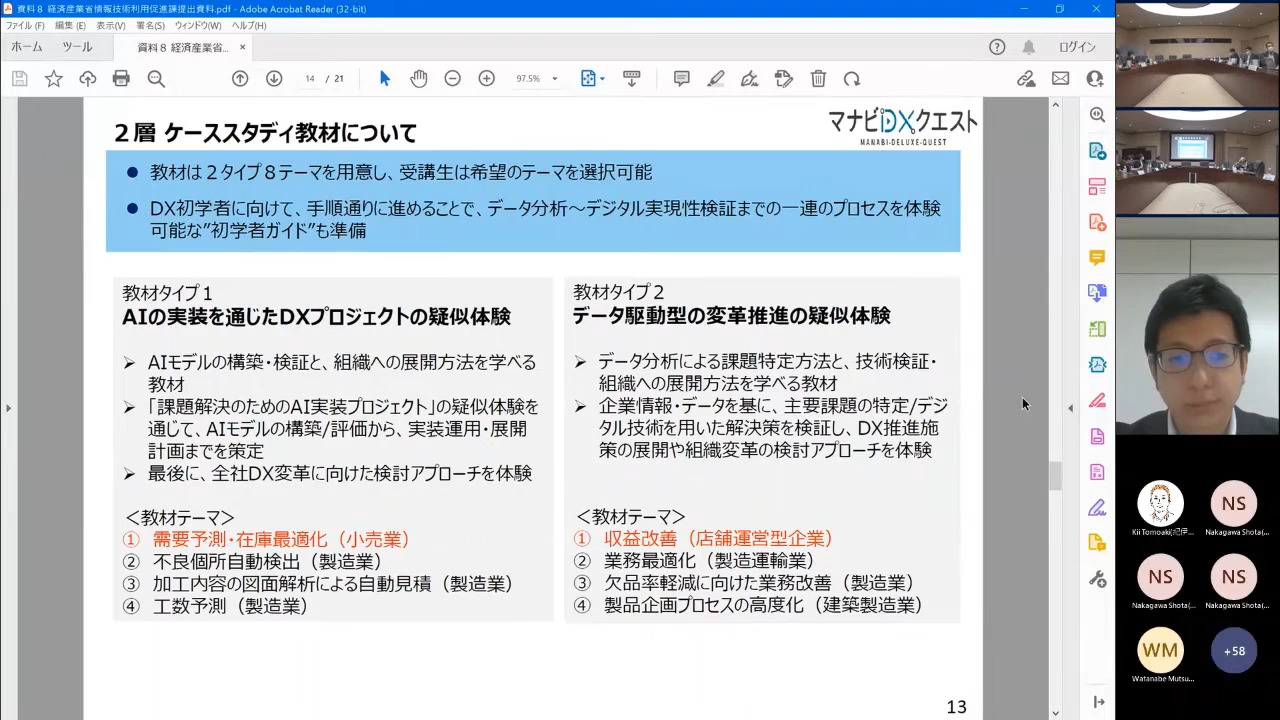 資料８ 経済産業省情報技術利用促進課提出資料.pdf - Adobe Acrobat Reader (32-bit)
ファイル(F) 編集(E) 表示(V) 署名(S) ウィンドウ(W) ヘルプ(H)
ホーム ツール 資料８ 経済産業省... × ログイン
14 / 21 97.5%
２層 ケーススタディ教材について
マナビDXクエスト
MANABI-DELUXE-QUEST
● 教材は２タイプ８テーマを用意し、受講生は希望のテーマを選択可能
● DX初学者に向けて、手順通りに進めることで、データ分析～デジタル実現性検証までの一連のプロセスを体験
可能な”初学者ガイド”も準備
教材タイプ１
AIの実装を通じたDXプロジェクトの疑似体験
➢ AIモデルの構築・検証と、組織への展開方法を学べる
教材
➢ 「課題解決のためのAI実装プロジェクト」の疑似体験を
通じて、AIモデルの構築/評価から、実装運用・展開
計画までを策定
➢ 最後に、全社DX変革に向けた検討アプローチを体験
＜教材テーマ＞
① 需要予測・在庫最適化（小売業）
② 不良個所自動検出（製造業）
③ 加工内容の図面解析による自動見積（製造業）
④ 工数予測（製造業）
教材タイプ２
データ駆動型の変革推進の疑似体験
➢ データ分析による課題特定方法と、技術検証・
組織への展開方法を学べる教材
➢ 企業情報・データを基に、主要課題の特定/デジ
タル技術を用いた解決策を検証し、DX推進施
策の展開や組織変革の検討アプローチを体験
＜教材テーマ＞
① 収益改善（店舗運営型企業）
② 業務最適化（製造運輸業）
③ 欠品率軽減に向けた業務改善（製造業）
④ 製品企画プロセスの高度化（建築製造業）
13
NS
Kii Tomoaki(紀伊... Nakagawa Shota(...
NS NS
Nakagawa Shota(... Nakagawa Shota(...
WM +58
Watanabe Mutsu...